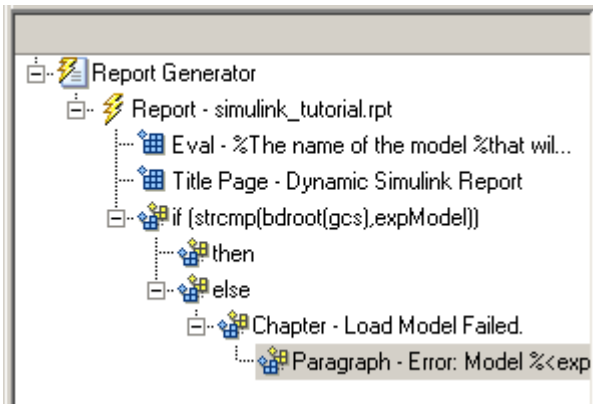 Report Generator
Report - simulink_tutorial.rpt
Eval - %The name of the model %that wil...
Title Page - Dynamic Simulink Report
if (strcmp(bdroot(gcs),expModel))
then
else
Chapter - Load Model Failed.
Paragraph - Error: Model %<exp